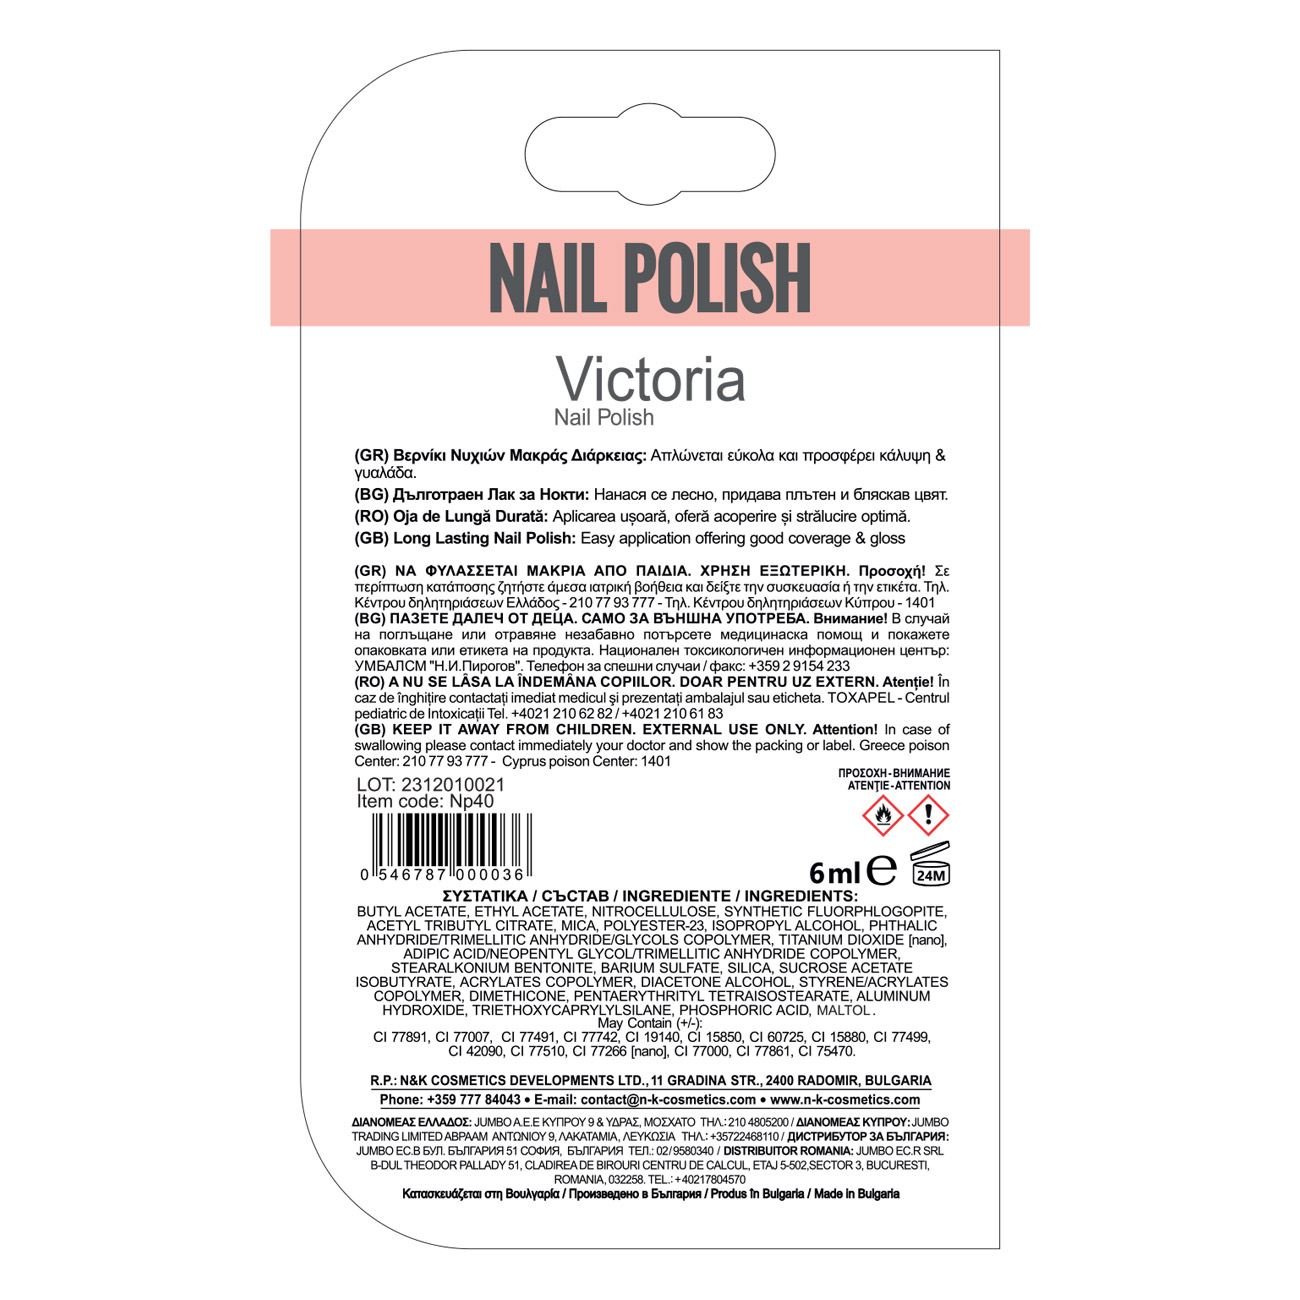 NAIL POLISH
Victoria
Nail Polish
(GR) Βερνίκι Νυχιών Μακράς Διάρκειας: Απλώνεται εύκολα και προσφέρει κάλυψη &
γυαλάδα.
(BG) Дълготраен Лак за Нокти: Нанася се лесно, придава плътен и бляскав цвят.
(RO) Oja de Lungă Durată: Aplicarea ușoară, oferă acoperire și strălucire optimă.
(GB) Long Lasting Nail Polish: Easy application offering good coverage & gloss
(GR) ΝΑ ΦΥΛΑΣΣΕΤΑΙ ΜΑΚΡΙΑ ΑΠΟ ΠΑΙΔΙΑ. ΧΡΗΣΗ ΕΞΩΤΕΡΙΚΗ. Προσοχή! Σε
περίπτωση κατάποσης ζητήστε άμεσα ιατρική βοήθεια και δείξτε την συσκευασία ή την ετικέτα. Τηλ.
Κέντρου δηλητηριάσεων Ελλάδος - 210 77 93 777 - Τηλ. Κέντρου δηλητηριάσεων Κύπρου - 1401
(BG) ПАЗЕТЕ ДАЛЕЧ ОТ ДЕЦА. САМО ЗА ВЪНШНА УПОТРЕБА. Внимание! В случай
на поглъщане или отравяне незабавно потърсете медицинаска помощ и покажете
опаковката или етикета на продукта. Национален токсикологичен информационен център:
УМБАЛСМ "Н.И.Пирогов". Телефон за спешни случаи / факс: +359 2 9154 233
(RO) A NU SE LÂSA LA ÎNDEMÂNA COPIILOR. DOAR PENTRU UZ EXTERN. Atenție! În
caz de înghițire contactați imediat medicul și prezentați ambalajul sau eticheta. TOXAPEL - Centrul
pediatric de Intoxicații Tel. +4021 210 62 82 / +4021 210 61 83
(GB) KEEP IT AWAY FROM CHILDREN. EXTERNAL USE ONLY. Attention! In case of
swallowing please contact immediately your doctor and show the packing or label. Greece poison
Center: 210 77 93 777 - Cyprus poison Center: 1401
LOT: 2312010021
Item code: Np40
ΠΡΟΣΟΧΗ-ВНИМАНИЕ
ATENŢIE-ATTENTION
0 546787 000036
6ml e
24M
ΣΥΣΤΑΤΙΚΑ / СЪСТАВ / INGREDIENTE / INGREDIENTS:
BUTYL ACETATE, ETHYL ACETATE, NITROCELLULOSE, SYNTHETIC FLUORPHLOGOPITE,
ACETYL TRIBUTYL CITRATE, MICA, POLYESTER-23, ISOPROPYL ALCOHOL, PHTHALIC
ANHYDRIDE/TRIMELLITIC ANHYDRIDE/GLYCOLS COPOLYMER, TITANIUM DIOXIDE [nano],
ADIPIC ACID/NEOPENTYL GLYCOL/TRIMELLITIC ANHYDRIDE COPOLYMER,
STEARALKONIUM BENTONITE, BARIUM SULFATE, SILICA, SUCROSE ACETATE
ISOBUTYRATE, ACRYLATES COPOLYMER, DIACETONE ALCOHOL, STYRENE/ACRYLATES
COPOLYMER, DIMETHICONE, PENTAERYTHRITYL TETRAISOSTEARATE, ALUMINUM
HYDROXIDE, TRIETHOXYCAPRYLYLSILANE, PHOSPHORIC ACID, MALTOL.
May Contain (+/-):
CI 77891, CI 77007, CI 77491, CI 77742, CI 19140, CI 15850, CI 60725, CI 15880, CI 77499,
CI 42090, CI 77510, CI 77266 [nano], CI 77000, CI 77861, CI 75470.
R.P.: N&K COSMETICS DEVELOPMENTS LTD., 11 GRADINA STR., 2400 RADOMIR, BULGARIA
Phone: +359 777 84043 • E-mail: contact@n-k-cosmetics.com • www.n-k-cosmetics.com
ΔΙΑΝΟΜΕΑΣ ΕΛΛΑΔΟΣ: JUMBO A.E.E ΚΥΠΡΟΥ 9 & ΥΔΡΑΣ, ΜΟΣΧΑΤΟ ΤΗΛ.: 210 4805200 / ΔΙΑΝΟΜΕΑΣ ΚΥΠΡΟΥ: JUMBO
TRADING LIMITED ΑΒΡΑΑΜ ΑΝΤΩΝΙΟΥ 9, ΛΑΚΑΤΑΜΙΑ, ΛΕΥΚΩΣΙΑ ΤΗΛ.: +35722468110 / ДИСТРИБУТОР ЗА БЪЛГАРИЯ:
JUMBO EC.B БУЛ. БЪЛГАРИЯ 51 СОФИЯ, БЪЛГАРИЯ ТЕЛ.: 02/ 9580340 / DISTRIBUITOR ROMANIA: JUMBO EC.R SRL
B-DUL THEODOR PALLADY 51, CLADIREA DE BIROURI CENTRU DE CALCUL, ETAJ 5-502,SECTOR 3, BUCURESTI,
ROMANIA, 032258. TEL.: +40217804570
Κατασκευάζεται στη Βουλγαρία / Произведено в България / Produs în Bulgaria / Made in Bulgaria